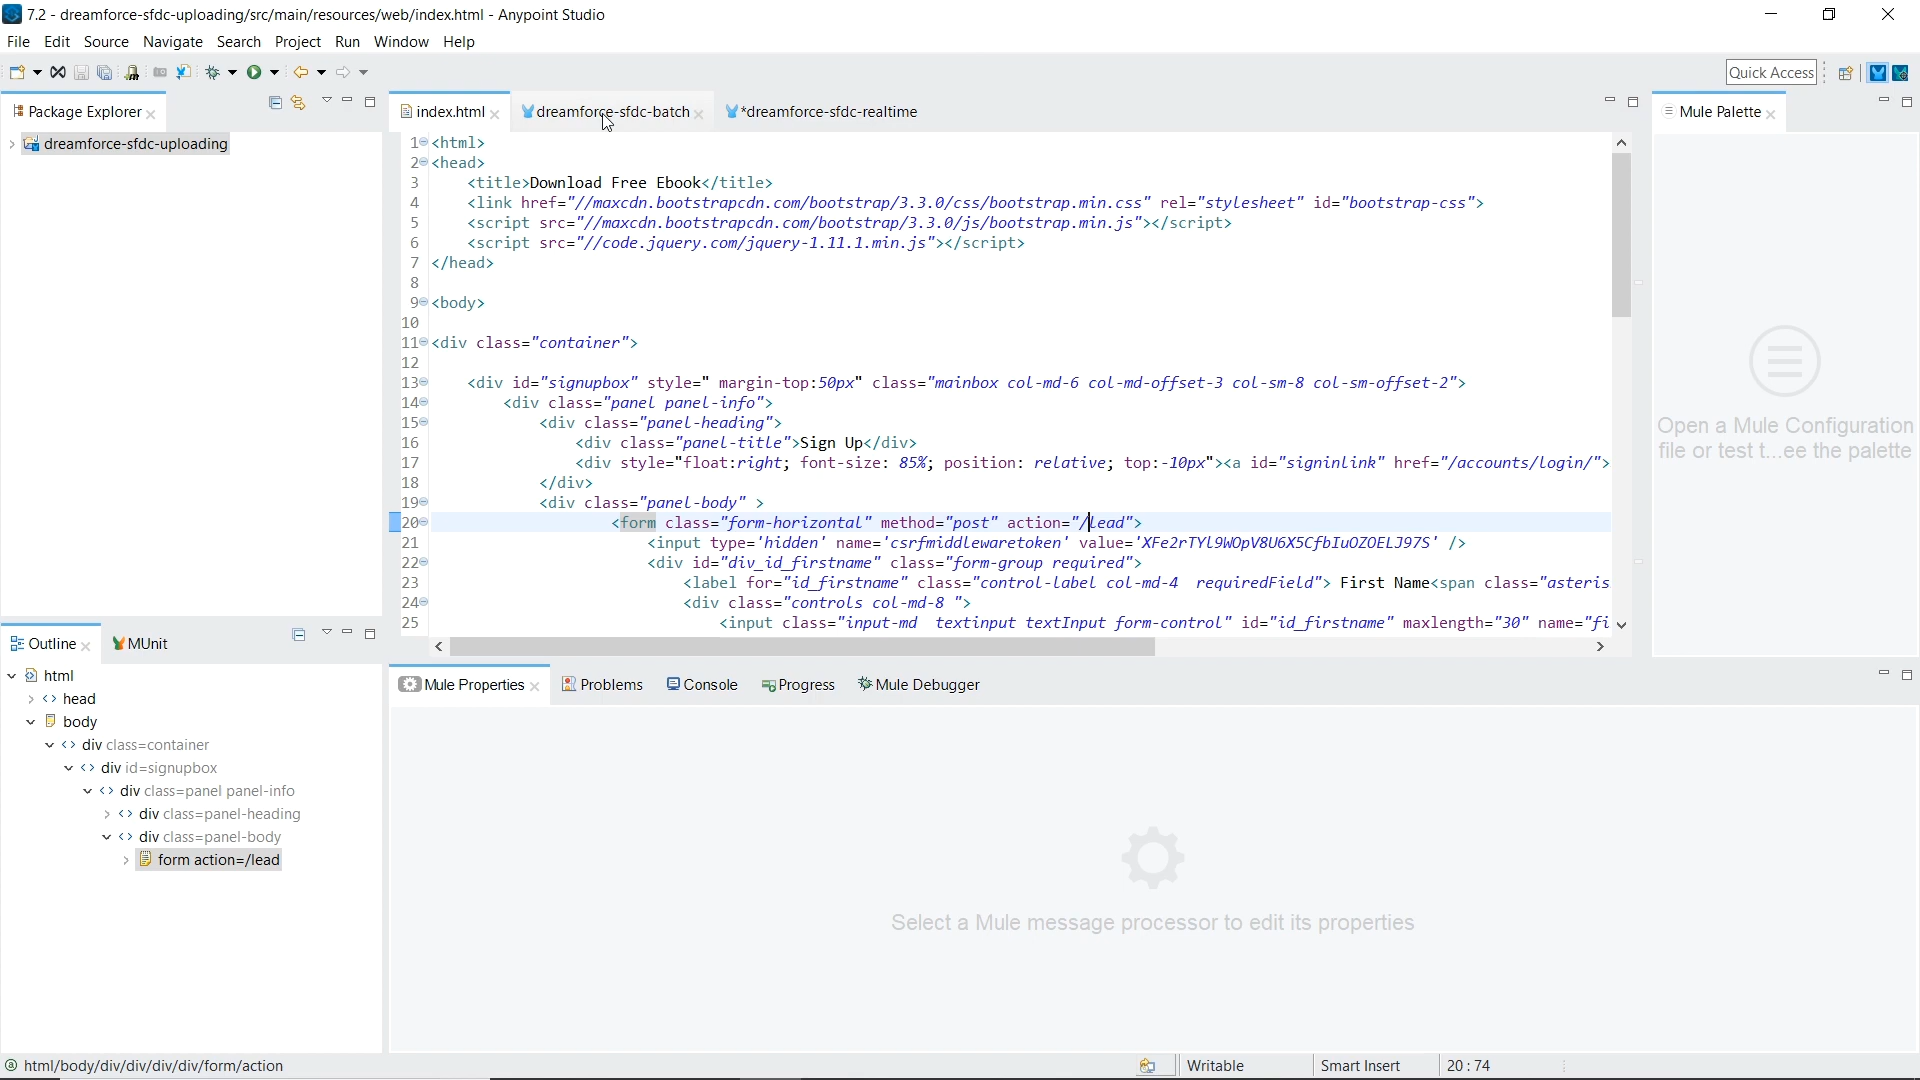 7.2 - dreamforce-sfdc-uploading/src/main/resources/web/index.html - Anypoint Studio
File Edit Source Navigate Search Project Run Window Help
Quick Access
Package Explorer
index.html
dreamforce-sfdc-batch
*dreamforce-sfdc-realtime
Mule Palette
dreamforce-sfdc-uploading
1 <html>
2 <head>
3 <title>Download Free Ebook</title>
4 <link href="//maxcdn.bootstrapcdn.com/bootstrap/3.3.0/css/bootstrap.min.css" rel="stylesheet" id="bootstrap-css">
5 <script src="//maxcdn.bootstrapcdn.com/bootstrap/3.3.0/js/bootstrap.min.js"></script>
6 <script src="//code.jquery.com/jquery-1.11.1.min.js"></script>
7 </head>
8
9 <body>
10
11 <div class="container">
12
13 <div id="signupbox" style=" margin-top:50px" class="mainbox col-md-6 col-md-offset-3 col-sm-8 col-sm-offset-2">
14 <div class="panel panel-info">
15 <div class="panel-heading">
16 <div class="panel-title">Sign Up</div>
17 <div style="float:right; font-size: 85%; position: relative; top:-10px"><a id="signinlink" href="/accounts/login/">
18 </div>
19 <div class="panel-body" >
20 <form class="form-horizontal" method="post" action="/lead">
21 <input type='hidden' name='csrfmiddlewaretoken' value='XFe2rTYl9WOpV8U6X5CfbIuOZOELJ97S' />
22 <div id="div_id_firstname" class="form-group required">
23 <label for="id_firstname" class="control-label col-md-4 requiredField"> First Name<span class="asteris
24 <div class="controls col-md-8 ">
25 <input class="input-md textinput textInput form-control" id="id_firstname" maxlength="30" name="fi
Open a Mule Configuration
file or test t...ee the palette
Outline
MUnit
html
head
body
div class=container
div id=signupbox
div class=panel panel-info
div class=panel-heading
div class=panel-body
form action=/lead
Mule Properties
Problems
Console
Progress
Mule Debugger
Select a Mule message processor to edit its properties
html/body/div/div/div/div/form/action
Writable
Smart Insert
20 : 74